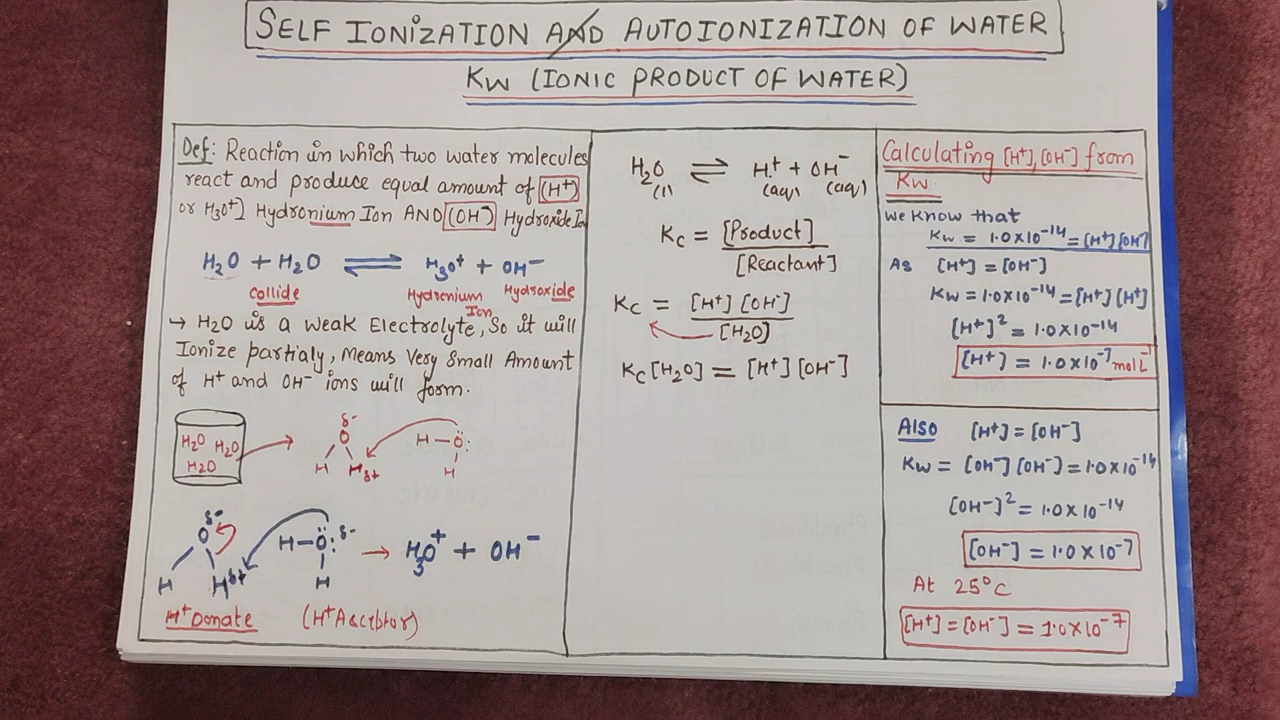 SELF IONIZATION AND AUTOIONIZATION OF WATER
KW (IONIC PRODUCT OF WATER)
Def: Reaction in which two water molecules
react and produce equal amount of (H⁺)
or H₃O⁺] Hydronium Ion AND (OH⁻) Hydroxide Ion
H₂O + H₂O ⇌ H₃O⁺ + OH⁻
Collide Hydronium Ion Hydroxide
→ H₂O is a weak Electrolyte, So it will
Ionize partialy, Means Very Small Amount
of H⁺ and OH⁻ ions will form.
H₂O H₂O
H₂O
δ-
O
H H δ+
H—O:
H
δ-
O
H H δ+
H—O: δ-
H
→ H₃O⁺ + OH⁻
H⁺ Donate (H⁺ Acciptor)
H₂O ⇌ H⁺ + OH⁻
(l) (aq) (aq)
Kc = [Product]
[Reactant]
Kc = [H⁺] [OH⁻]
[H₂O]
Kc [H₂O] = [H⁺] [OH⁻]
Calculating [H⁺], [OH⁻] from
Kw
We know that
Kw = 1.0×10⁻¹⁴ = [H⁺] [OH⁻]
As [H⁺] = [OH⁻]
Kw = 1.0×10⁻¹⁴ = [H⁺] [H⁺]
[H⁺]² = 1.0×10⁻¹⁴
[H⁺] = 1.0×10⁻⁷ mol L⁻¹
Also [H⁺] = [OH⁻]
Kw = [OH⁻] [OH⁻] = 1.0×10⁻¹⁴
[OH⁻]² = 1.0×10⁻¹⁴
[OH⁻] = 1.0×10⁻⁷
At 25°C
[H⁺] = [OH⁻] = 1.0×10⁻⁷